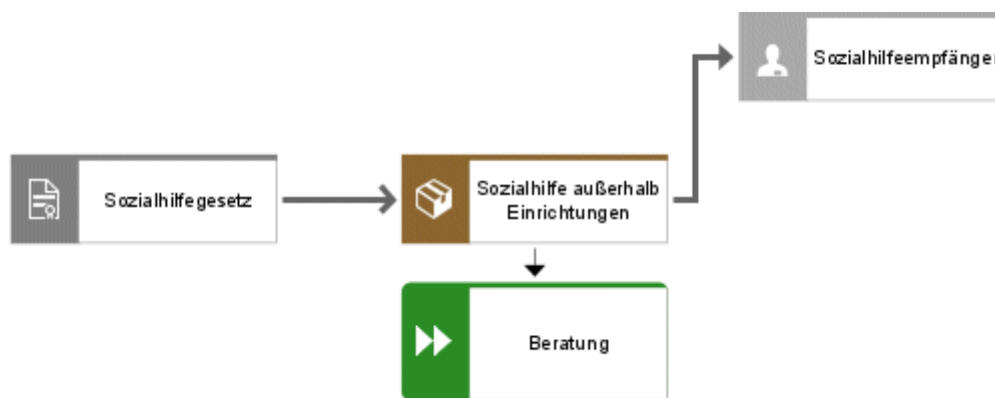 Sozialhilfeempfänger
Sozialhilfegesetz
Sozialhilfe außerhalb
Einrichtungen
Beratung